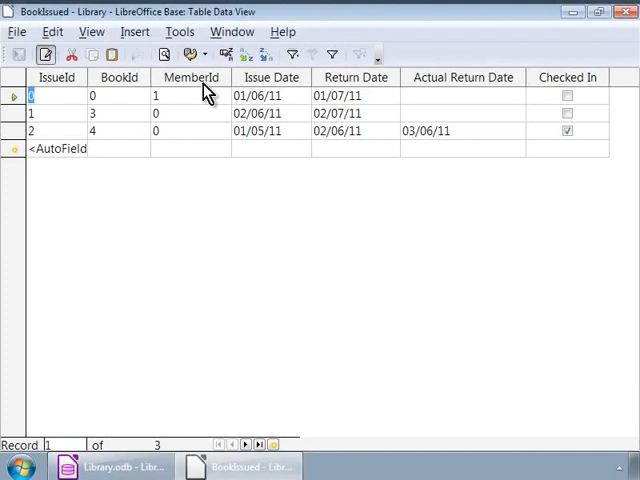 BookIssued - Library - LibreOffice Base: Table Data View
File Edit View Insert Tools Window Help
IssueId BookId MemberId Issue Date Return Date Actual Return Date Checked In
0 0 1 01/06/11 01/07/11
1 3 0 02/06/11 02/07/11
2 4 0 01/05/11 02/06/11 03/06/11
<AutoField
Record 1 of 3
Library.odb - Libr... BookIssued - Libr...